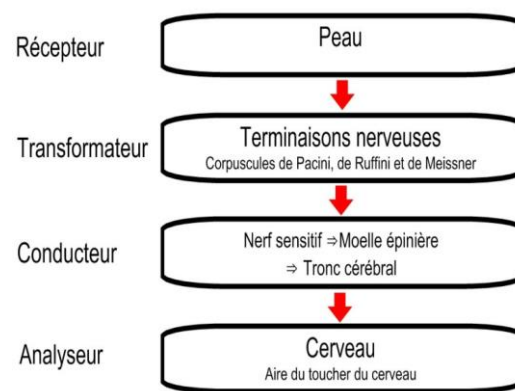 Récepteur
Peau
Transformateur
Terminaisons nerveuses
Corpuscules de Pacini, de Ruffini et de Meissner
Conducteur
Nerf sensitif ⇒Moelle épinière
⇒ Tronc cérébral
Analyseur
Cerveau
Aire du toucher du cerveau